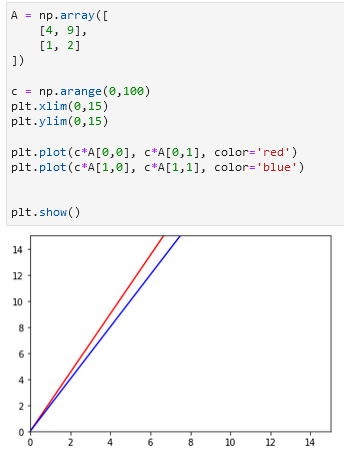 A = np.array([
    [4, 9],
    [1, 2]
])
c = np.arange(0,100)
plt.xlim(0,15)
plt.ylim(0,15)
plt.plot(c*A[0,0], c*A[0,1], color='red')
plt.plot(c*A[1,0], c*A[1,1], color='blue')
plt.show()
14
12
10
8
6
4
2
0
0 2 4 6 8 10 12 14